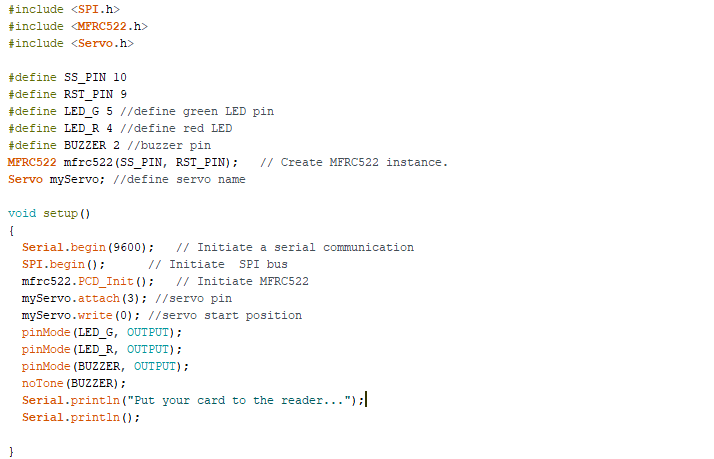 #include <SPI.h>
#include <MFRC522.h>
#include <Servo.h>

#define SS_PIN 10
#define RST_PIN 9
#define LED_G 5 //define green LED pin
#define LED_R 4 //define red LED
#define BUZZER 2 //buzzer pin
MFRC522 mfrc522(SS_PIN, RST_PIN);   // Create MFRC522 instance.
Servo myServo; //define servo name

void setup()
{
  Serial.begin(9600);   // Initiate a serial communication
  SPI.begin();      // Initiate  SPI bus
  mfrc522.PCD_Init();   // Initiate MFRC522
  myServo.attach(3); //servo pin
  myServo.write(0); //servo start position
  pinMode(LED_G, OUTPUT);
  pinMode(LED_R, OUTPUT);
  pinMode(BUZZER, OUTPUT);
  noTone(BUZZER);
  Serial.println("Put your card to the reader...");
  Serial.println();

}